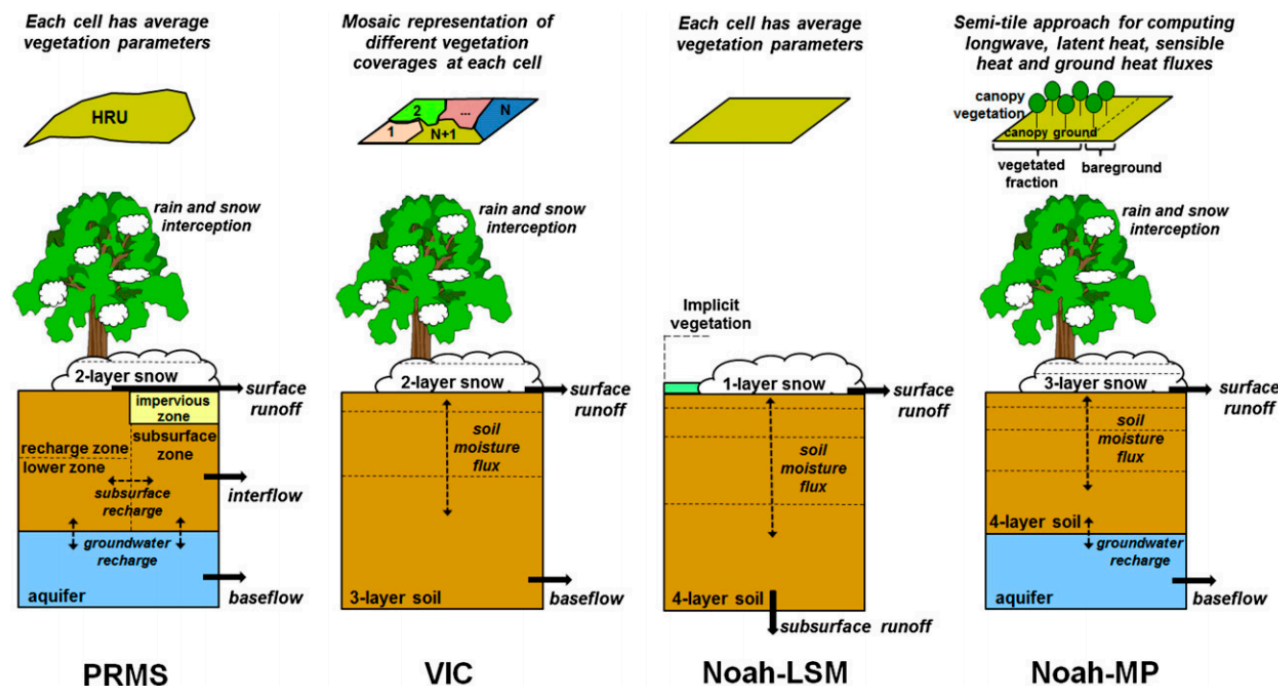 Each cell has average
vegetation parameters
HRU
rain and snow
interception
2-layer snow
surface
runoff
impervious
zone
recharge zone
subsurface
zone
lower zone
subsurface
recharge
interflow
groundwater
recharge
aquifer
baseflow
PRMS
Mosaic representation of
different vegetation
coverages at each cell
2
...
N
1
N+1
rain and snow
interception
2-layer snow
surface
runoff
soil
moisture
flux
3-layer soil
baseflow
VIC
Each cell has average
vegetation parameters
Implicit
vegetation
1-layer snow
surface
runoff
soil
moisture
flux
4-layer soil
subsurface runoff
Noah-LSM
Semi-tile approach for computing
longwave, latent heat, sensible
heat and ground heat fluxes
canopy
vegetation
canopy ground
vegetated
fraction
bareground
rain and snow
interception
3-layer snow
surface
runoff
soil
moisture
flux
4-layer soil
groundwater
recharge
aquifer
baseflow
Noah-MP